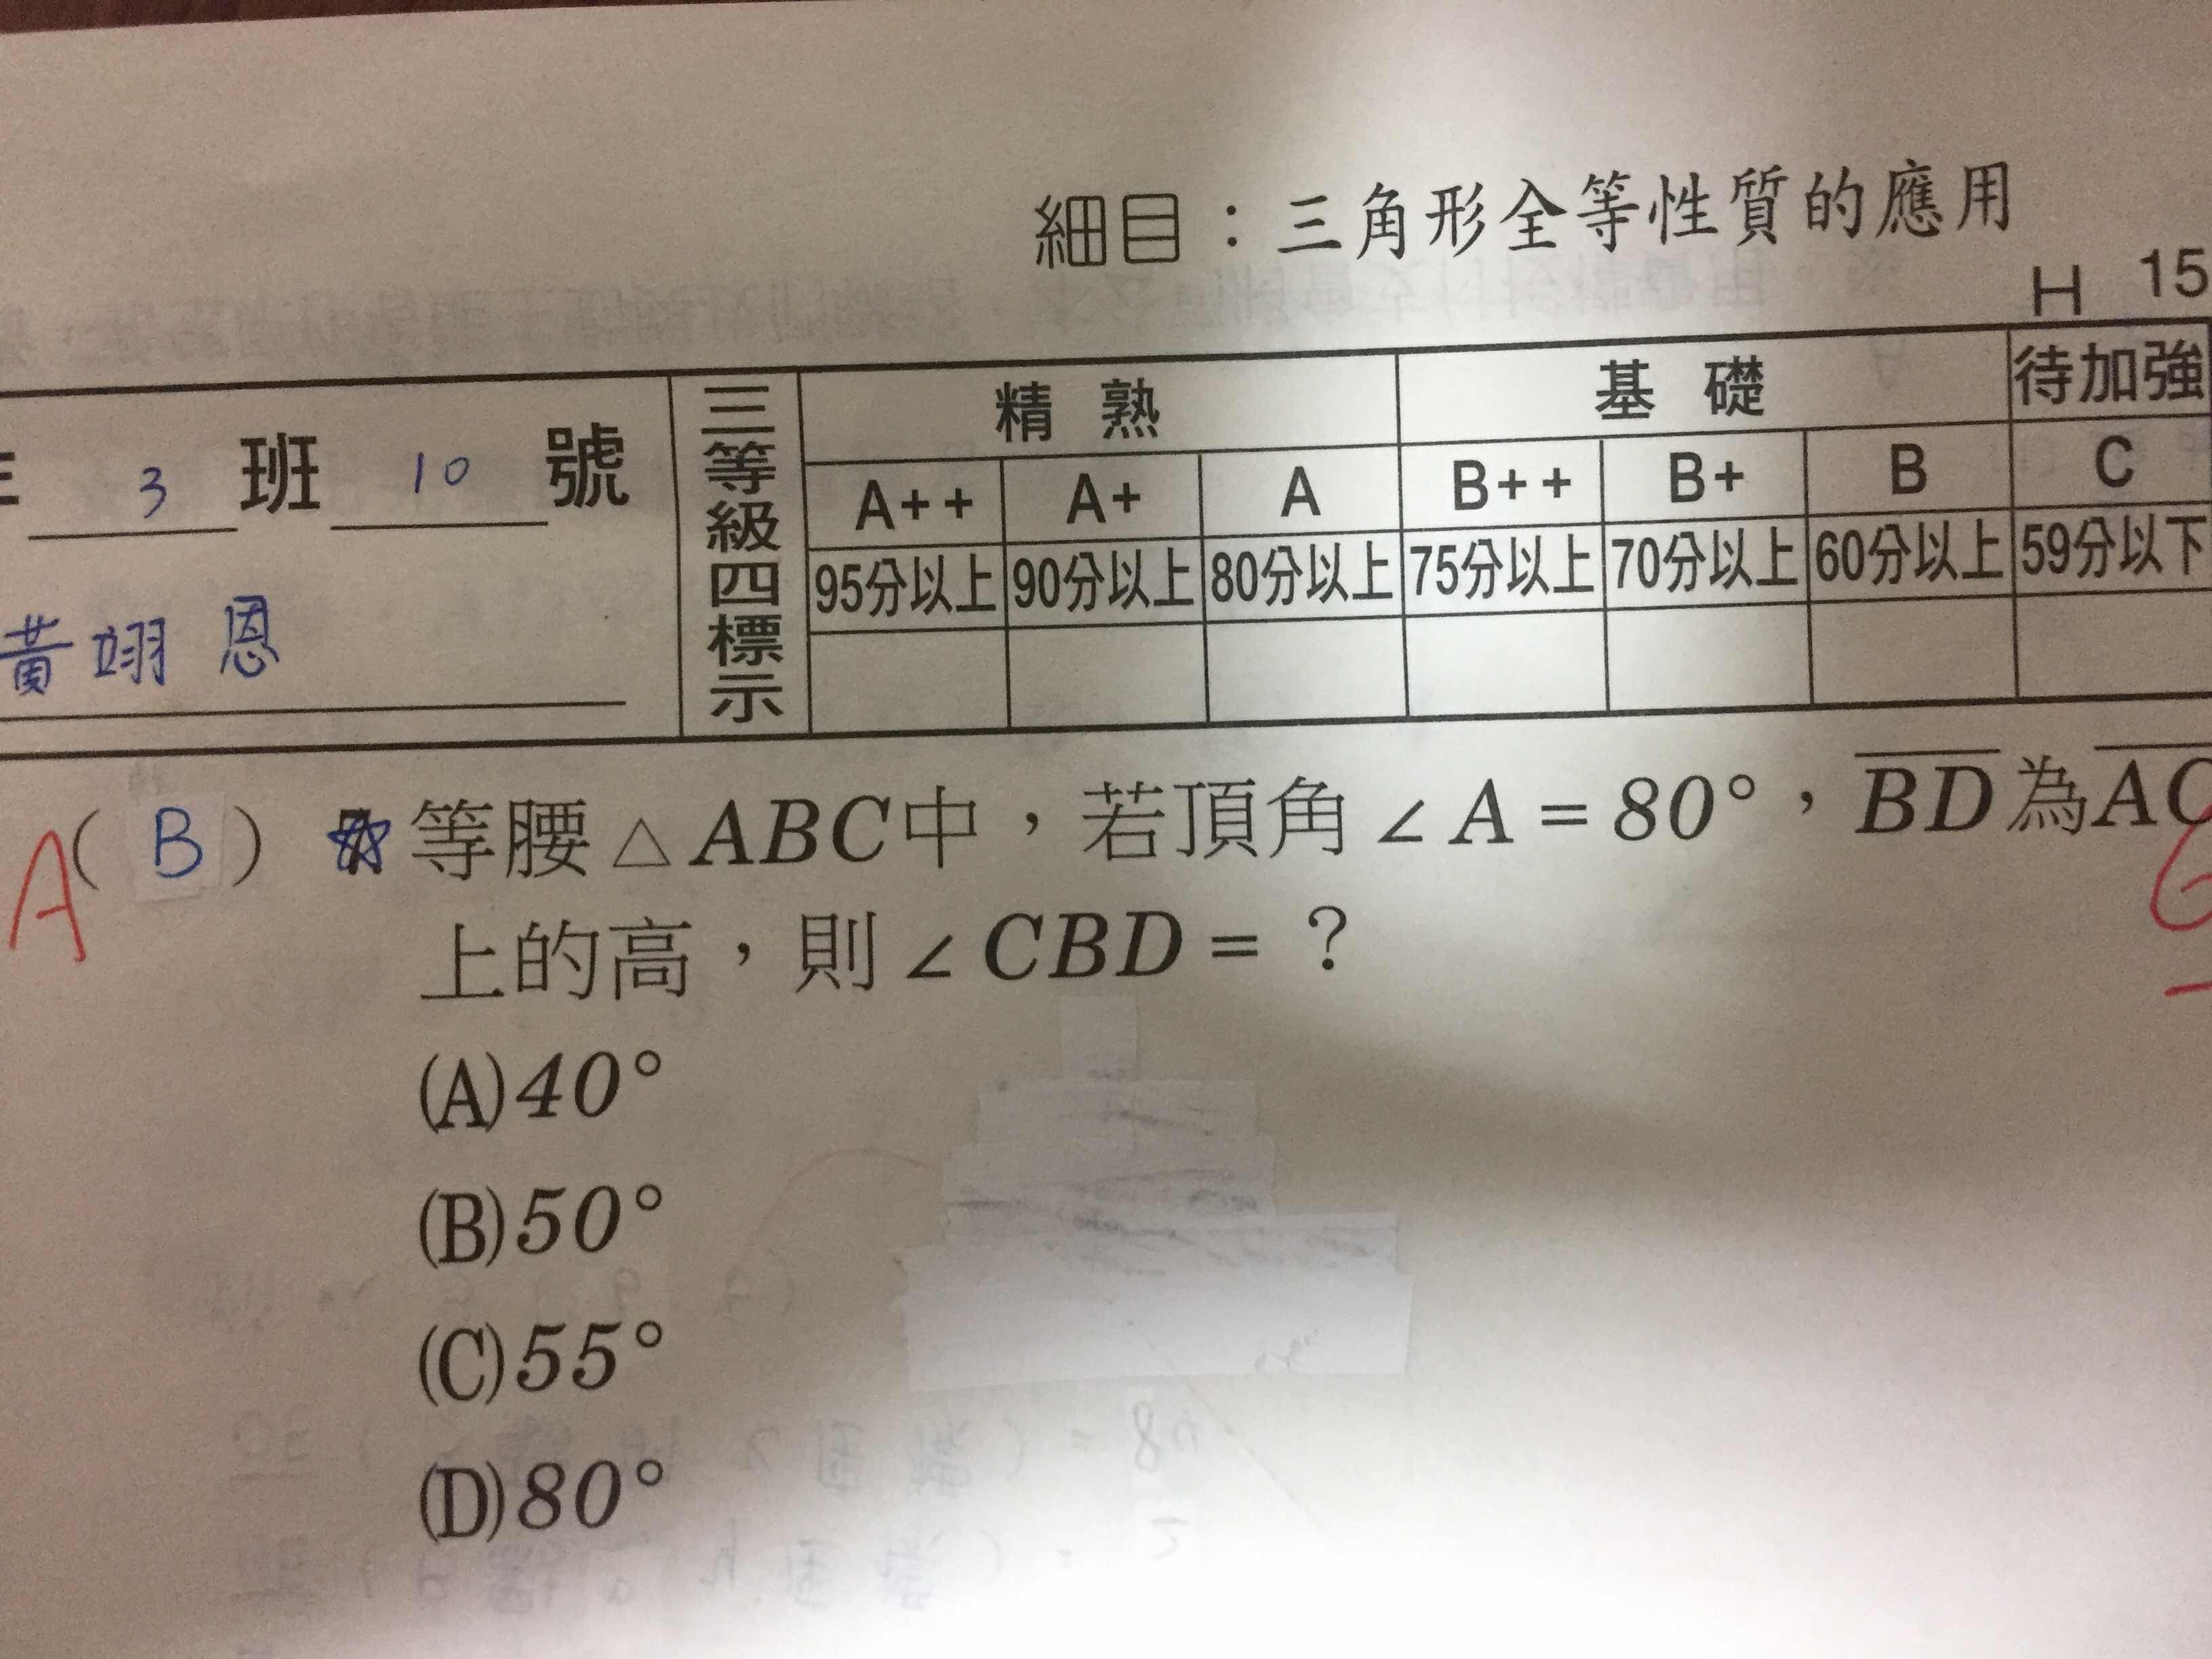 細目：三角形全等性質的應用
H 15
3 班 10 號
黃翊恩
三等級四標示
精熟 基礎 待加強
A++ A+ A B++ B+ B C
95分以上 90分以上 80分以上 75分以上 70分以上 60分以上 59分以下
A ( B ) 等腰△ABC中，若頂角∠A=80°，BD為AC
上的高，則∠CBD=？
(A)40°
(B)50°
(C)55°
(D)80°